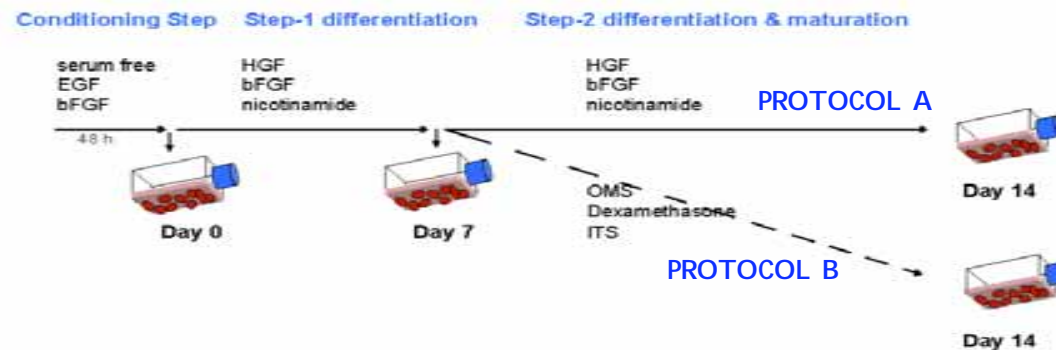 Conditioning Step Step-1 differentiation Step-2 differentiation & maturation
serum free
EGF
bFGF
HGF
bFGF
nicotinamide
HGF
bFGF
nicotinamide
PROTOCOL A
48 h
Day 0
Day 7
Day 14
OMS
Dexamethasone
ITS
PROTOCOL B
Day 14